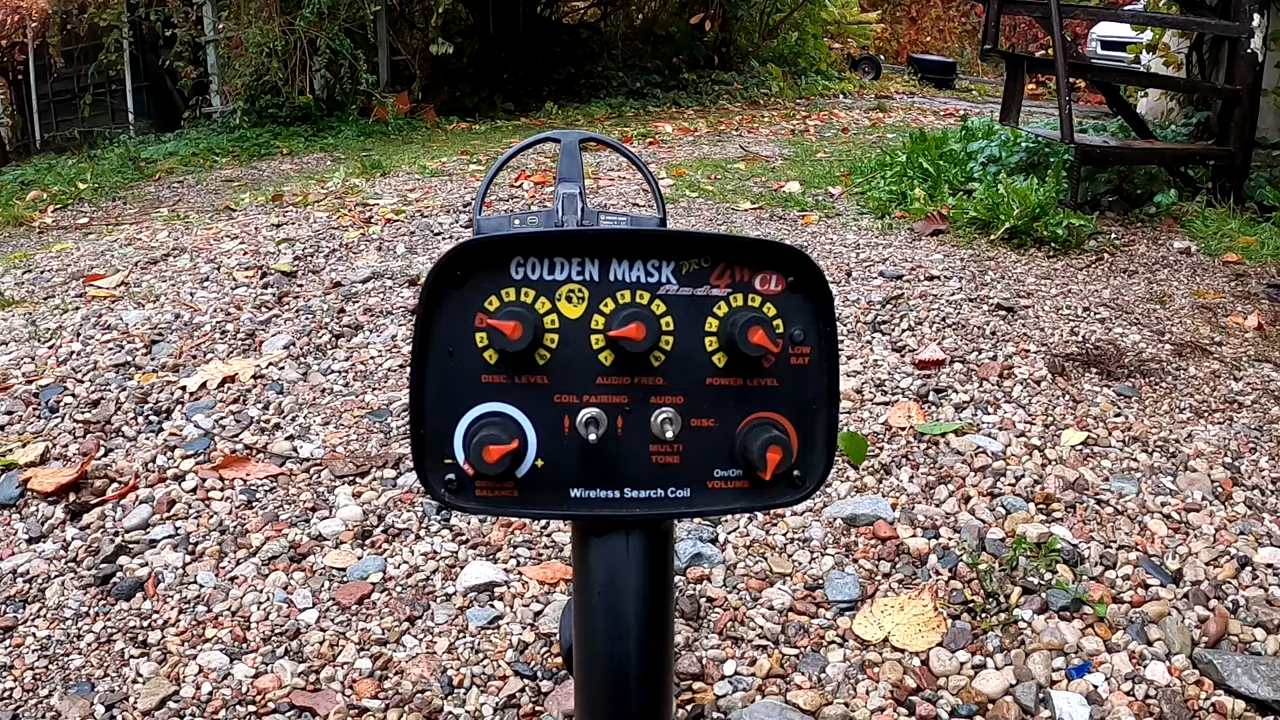 GOLDEN MASK PRO 4W CL
finder
DISC. LEVEL
AUDIO FREQ.
POWER LEVEL
LOW
BAT
COIL PAIRING
AUDIO
DISC.
MULTI
TONE
- +
GROUND
BALANCE
On/Off
VOLUME
Wireless Search Coil